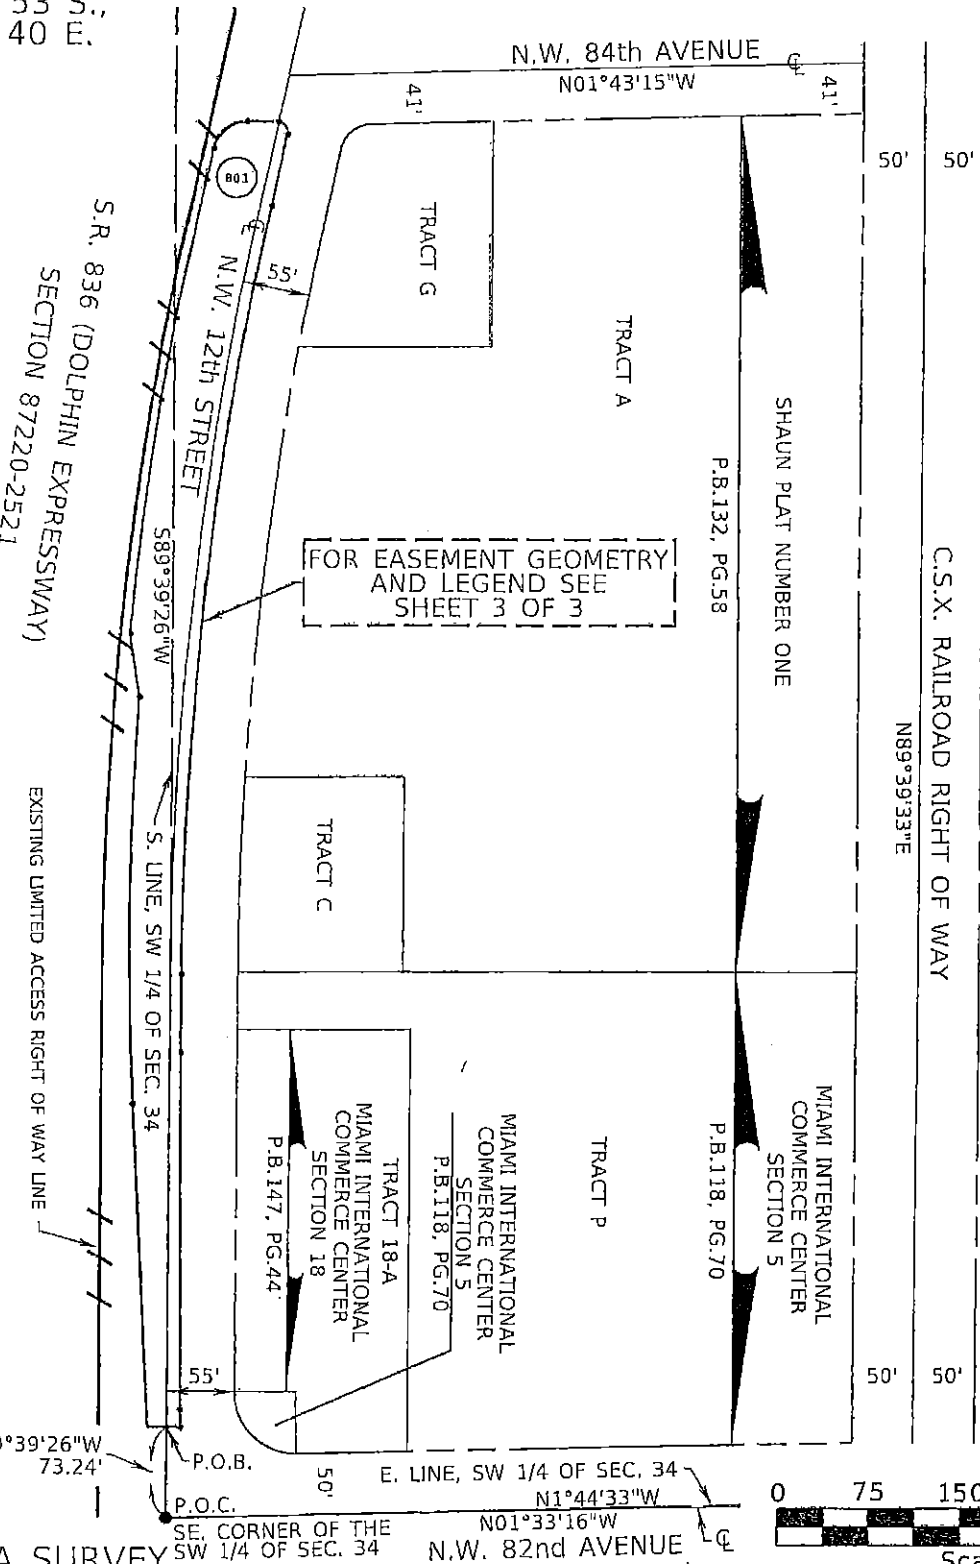 53 S.,
40 E.
N.W. 84th AVENUE
℄
N01°43'15"W
41'
41'
50'
50'
801
S.R. 836 (DOLPHIN EXPRESSWAY)
SECTION 87220-2521
℄
N.W. 12th STREET
55'
TRACT G
TRACT A
SHAUN PLAT NUMBER ONE
P.B.132, PG.58
C.S.X. RAILROAD RIGHT OF WAY
N89°39'33"E
S89°39'26"W
FOR EASEMENT GEOMETRY
AND LEGEND SEE
SHEET 3 OF 3
S. LINE, SW 1/4 OF SEC. 34
EXISTING LIMITED ACCESS RIGHT OF WAY LINE
TRACT C
TRACT 18-A
MIAMI INTERNATIONAL
COMMERCE CENTER
SECTION 18
P.B.147, PG.44
MIAMI INTERNATIONAL
COMMERCE CENTER
SECTION 5
P.B.118, PG.70
TRACT P
MIAMI INTERNATIONAL
COMMERCE CENTER
SECTION 5
P.B.118, PG.70
50'
50'
55'
9°39'26"W
73.24'
P.O.B.
P.O.C.
50'
E. LINE, SW 1/4 OF SEC. 34
N1°44'33"W
N01°33'16"W
SE. CORNER OF THE
SW 1/4 OF SEC. 34
N.W. 82nd AVENUE
℄
A SURVEY
0 75 150
Sca